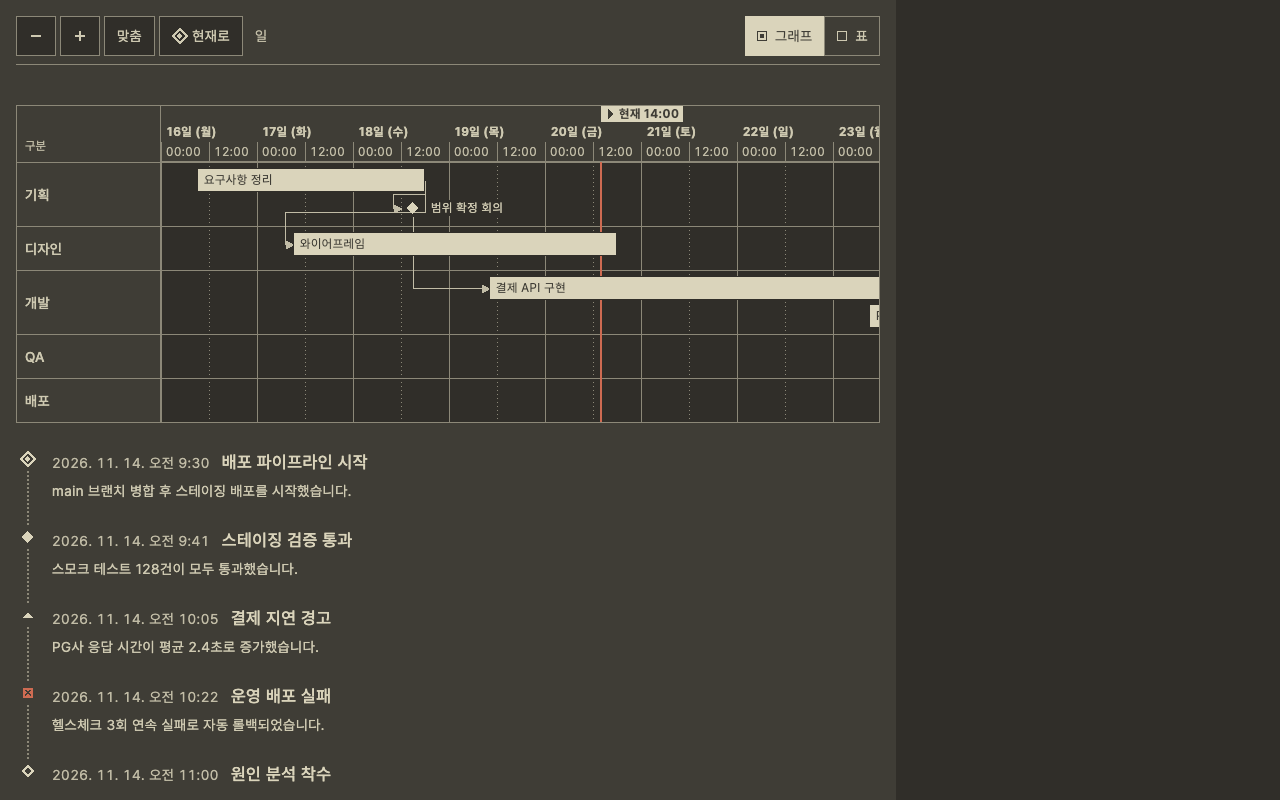 맞춤 현재로 일 그래프 표
현재 14:00
16일 (월) 17일 (화) 18일 (수) 19일 (목) 20일 (금) 21일 (토) 22일 (일) 23일
구분
00:00 12:00 00:00 12:00 00:00 12:00 00:00 12:00 00:00 12:00 00:00 12:00 00:00 12:00 00:00
요구사항 정리
기획
범위 확정 회의
디자인
와이어프레임
결제 API 구현
개발
QA
배포
2026. 11. 14. 오전 9:30 배포 파이프라인 시작
main 브랜치 병합 후 스테이징 배포를 시작했습니다.
2026. 11. 14. 오전 9:41 스테이징 검증 통과
스모크 테스트 128건이 모두 통과했습니다.
2026. 11. 14. 오전 10:05 결제 지연 경고
PG사 응답 시간이 평균 2.4초로 증가했습니다.
2026. 11. 14. 오전 10:22 운영 배포 실패
헬스체크 3회 연속 실패로 자동 롤백되었습니다.
2026. 11. 14. 오전 11:00 원인 분석 착수